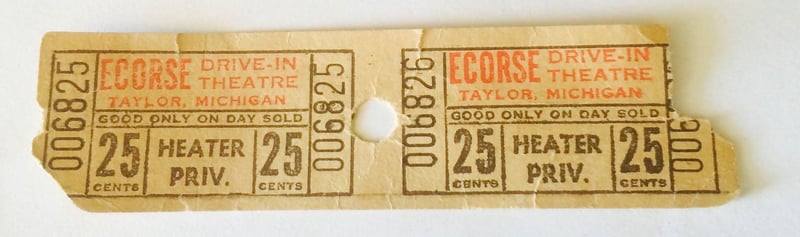 006825
ECORSE DRIVE-IN
THEATRE
TAYLOR, MICHIGAN
GOOD ONLY ON DAY SOLD
25 CENTS
HEATER
PRIV.
25 CENTS
006825
006826
ECORSE DRIVE-IN
THEATRE
TAYLOR, MICHIGAN
GOOD ONLY ON DAY SOLD
25 CENTS
HEATER
PRIV.
25 CENTS
006